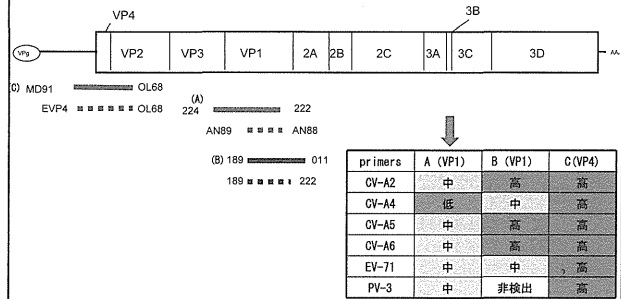 VP4
3B
VPg
VP2 VP3 VP1 2A 2B 2C 3A 3C 3D
AA
(C) MD91 OL68
EVP4 OL68
(A)
224 222
AN89 AN88
(B) 189 011
189 222
primers A (VP1) B (VP1) C(VP4)
CV-A2 中 高 高
CV-A4 低 中 高
CV-A5 中 高 高
CV-A6 中 高 高
EV-71 中 中 高
PV-3 中 非検出 高